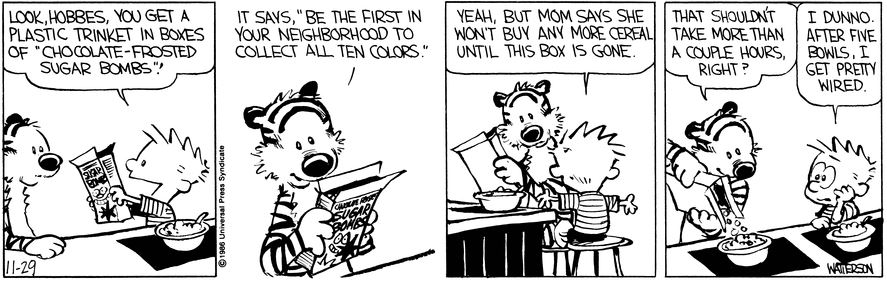 LOOK, HOBBES, YOU GET A
PLASTIC TRINKET IN BOXES
OF "CHOCOLATE-FROSTED
SUGAR BOMBS"!
SUGAR
BOMBS
11-29
©1986 Universal Press Syndicate
IT SAYS, "BE THE FIRST IN
YOUR NEIGHBORHOOD TO
COLLECT ALL TEN COLORS."
SUGAR
BOMBS
YEAH, BUT MOM SAYS SHE
WON'T BUY ANY MORE CEREAL
UNTIL THIS BOX IS GONE.
THAT SHOULDN'T
TAKE MORE THAN
A COUPLE HOURS,
RIGHT?
I DUNNO.
AFTER FIVE
BOWLS, I
GET PRETTY
WIRED.
WATTERSON